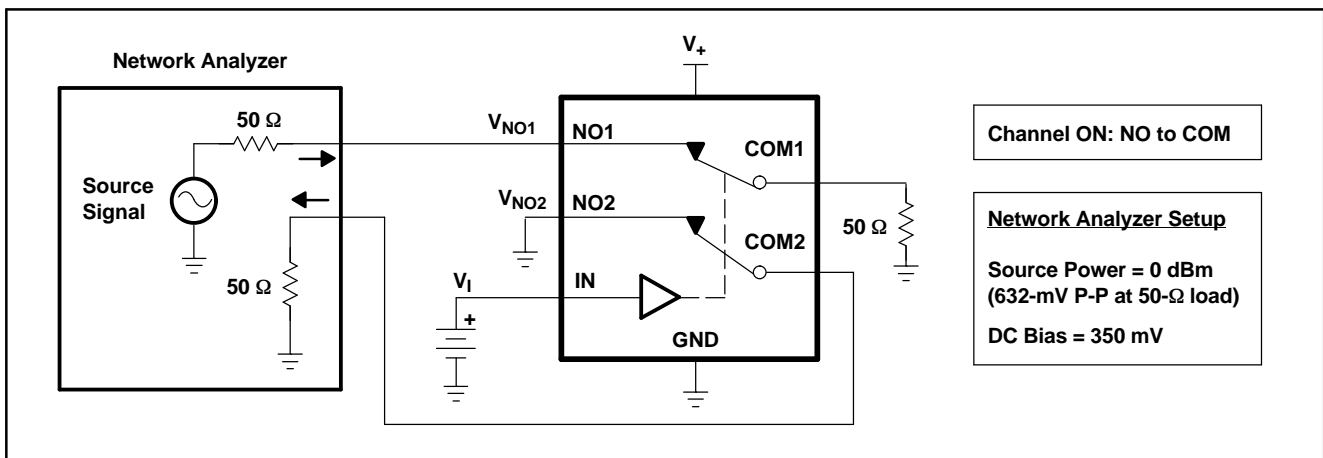 Network Analyzer
50 Ω
Source
Signal
50 Ω
V+
VNO1
NO1
COM1
VNO2
NO2
COM2
50 Ω
VI
IN
+
GND
Channel ON: NO to COM
Network Analyzer Setup
Source Power = 0 dBm
(632-mV P-P at 50-Ω load)
DC Bias = 350 mV